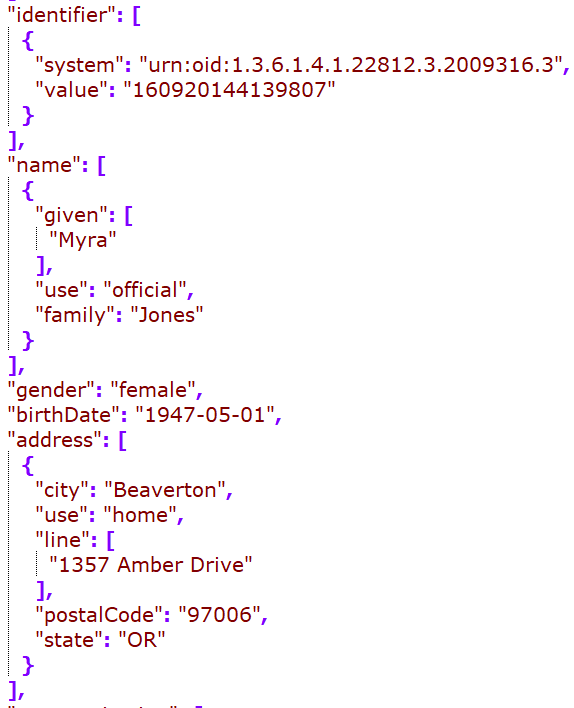 "identifier": [
{
"system": "urn:oid:1.3.6.1.4.1.22812.3.2009316.3",
"value": "160920144139807"
}
],
"name": [
{
"given": [
"Myra"
],
"use": "official",
"family": "Jones"
}
],
"gender": "female",
"birthDate": "1947-05-01",
"address": [
{
"city": "Beaverton",
"use": "home",
"line": [
"1357 Amber Drive"
],
"postalCode": "97006",
"state": "OR"
}
],